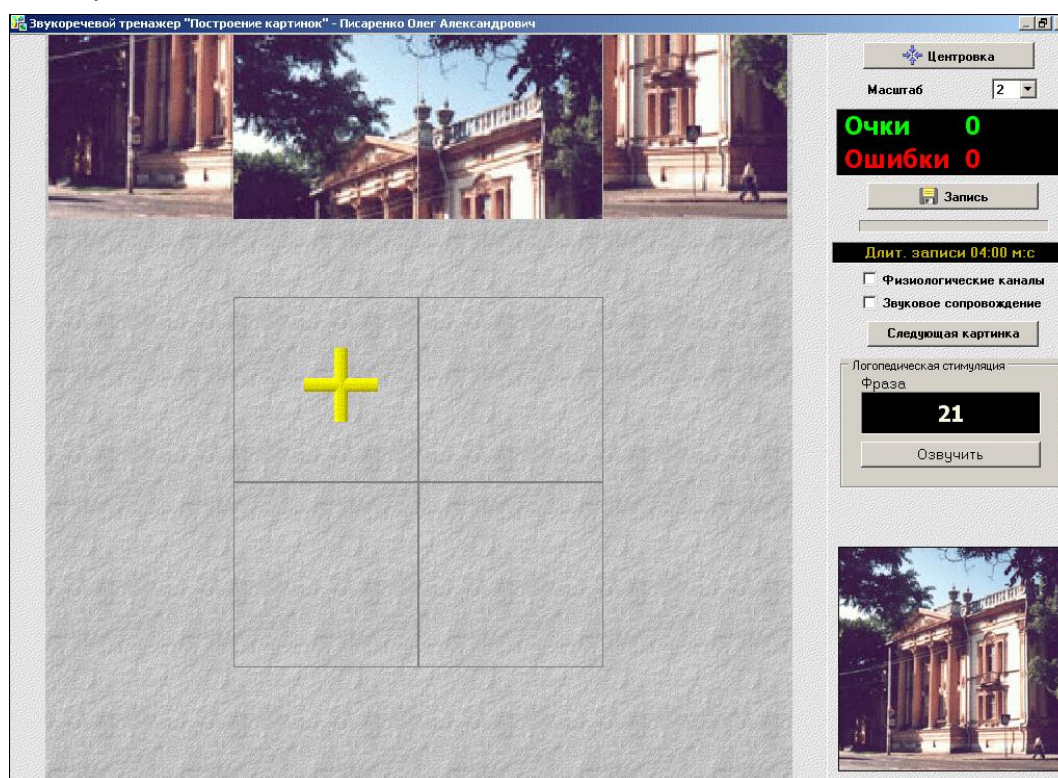 Звукоречевой тренажер "Построение картинок" - Писаренко Олег Александрович
Центровка
Масштаб 2
Очки 0
Ошибки 0
Запись
Длит. записи 04:00 м:с
Физиологические каналы
Звуковое сопровождение
Следующая картинка
Логопедическая стимуляция
Фраза
21
Озвучить